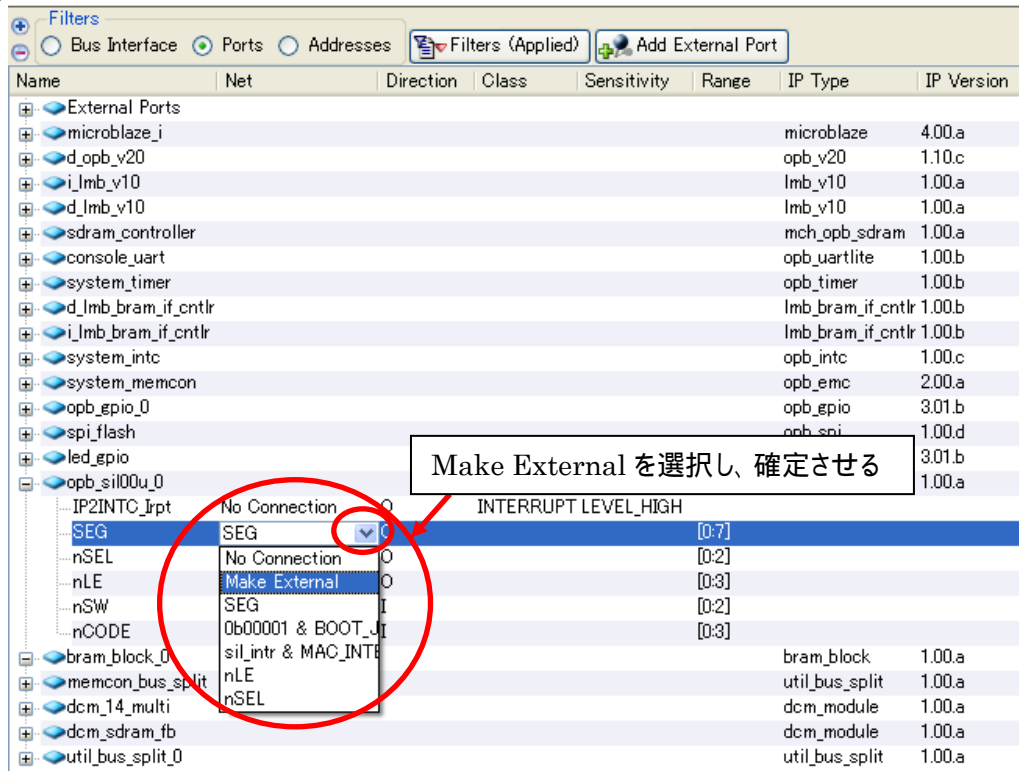 Filters
Bus Interface Ports Addresses Filters (Applied) Add External Port
Name Net Direction Class Sensitivity Range IP Type IP Version
External Ports
microblaze_i microblaze 4.00.a
d_opb_v20 opb_v20 1.10.c
i_lmb_v10 lmb_v10 1.00.a
d_lmb_v10 lmb_v10 1.00.a
sdram_controller mch_opb_sdram 1.00.a
console_uart opb_uartlite 1.00.b
system_timer opb_timer 1.00.b
d_lmb_bram_if_cntlr lmb_bram_if_cntlr 1.00.b
i_lmb_bram_if_cntlr lmb_bram_if_cntlr 1.00.b
system_intc opb_intc 1.00.c
system_memcon opb_emc 2.00.a
opb_gpio_0 opb_gpio 3.01.b
spi_flash opb_spi 1.00.d
led_gpio 3.01.b
Make External を選択し、確定させる
opb_sil00u_0 1.00.a
IP2INTC_Irpt No Connection O INTERRUPT LEVEL_HIGH
SEG SEG O [0:7]
nSEL No Connection O [0:2]
nLE Make External O [0:3]
nSW SEG I [0:2]
nCODE 0b00001 & BOOT_J I [0:3]
sil_intr & MAC_INTE
bram_block_0 bram_block 1.00.a
memcon_bus_split nLE util_bus_split 1.00.a
nSEL
dcm_14_multi dcm_module 1.00.a
dcm_sdram_fb dcm_module 1.00.a
util_bus_split_0 util_bus_split 1.00.a